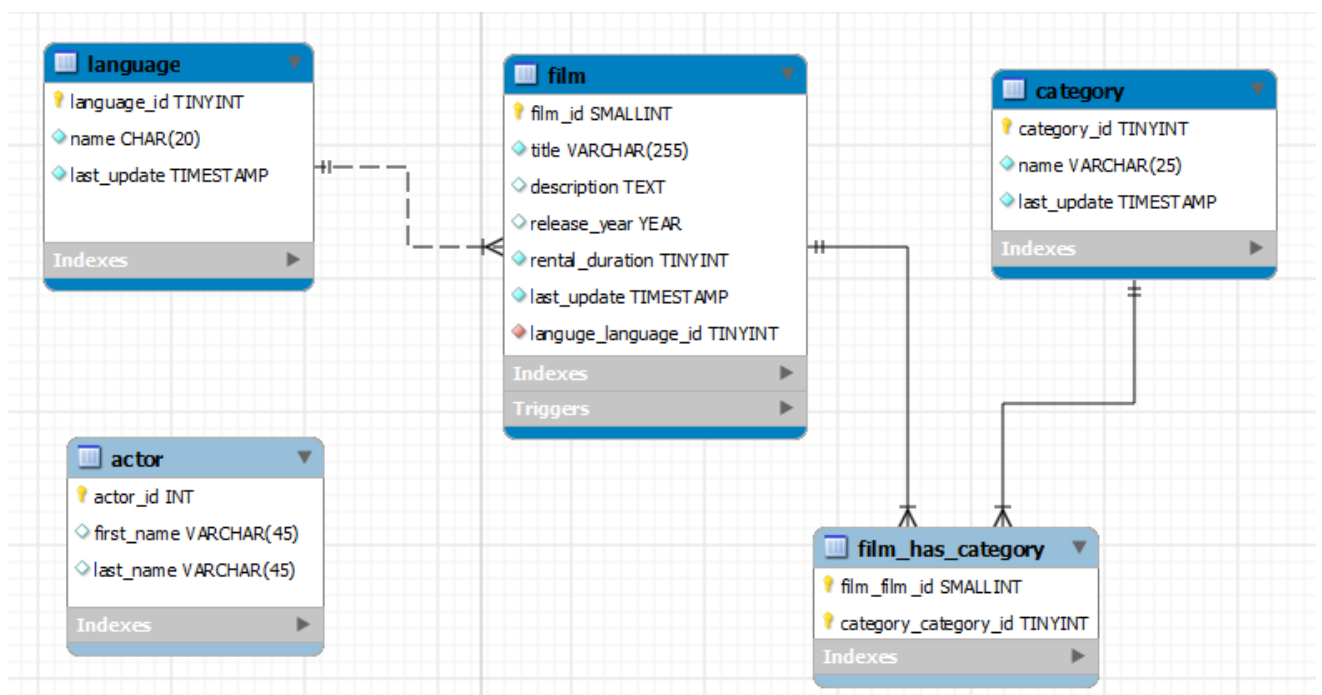 language
language_id TINYINT
name CHAR(20)
last_update TIMESTAMP
Indexes
film
film_id SMALLINT
title VARCHAR(255)
description TEXT
release_year YEAR
rental_duration TINYINT
last_update TIMESTAMP
languge_language_id TINYINT
Indexes
Triggers
category
category_id TINYINT
name VARCHAR(25)
last_update TIMESTAMP
Indexes
actor
actor_id INT
first_name VARCHAR(45)
last_name VARCHAR(45)
Indexes
film_has_category
film_film_id SMALLINT
category_category_id TINYINT
Indexes